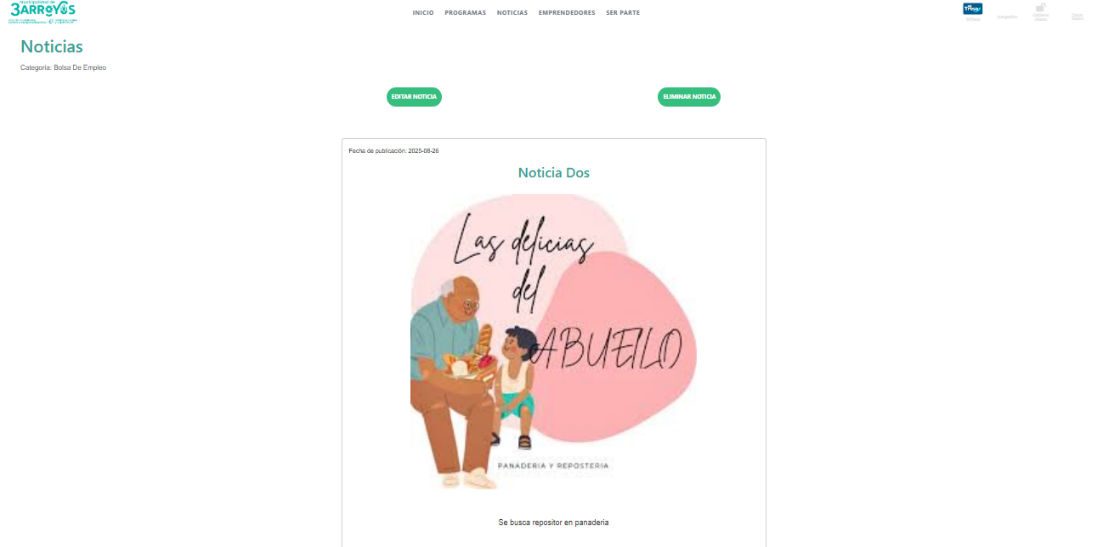 3ARROYOS
INICIO PROGRAMAS NOTICIAS EMPRENDEDORES SER PARTE
Noticias
Categoria: Bolsa De Empleo
EDITAR NOTICIA ELIMINAR NOTICIA
Fecha de publicación: 2025-08-26
Noticia Dos
Las delicias
del
ABUELO
PANADERIA Y REPOSTERIA
Se busca repositor en panaderia